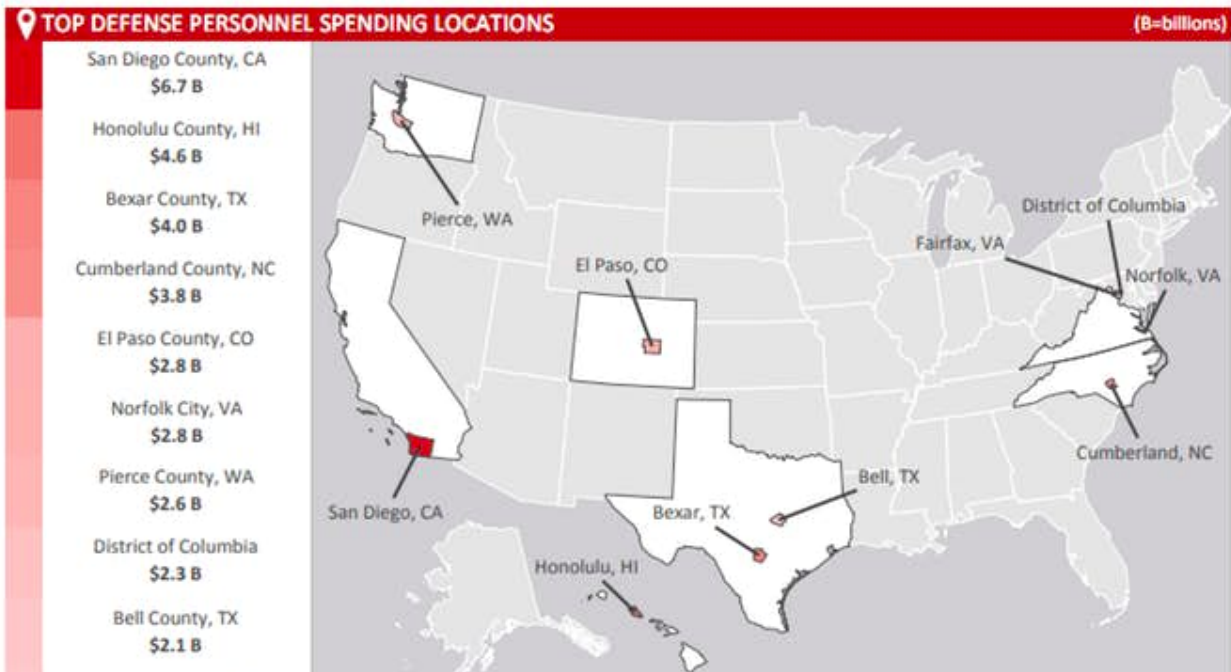 TOP DEFENSE PERSONNEL SPENDING LOCATIONS (B=billions)
San Diego County, CA
$6.7 B
Honolulu County, HI
$4.6 B
Bexar County, TX
$4.0 B
Cumberland County, NC
$3.8 B
El Paso County, CO
$2.8 B
Norfolk City, VA
$2.8 B
Pierce County, WA
$2.6 B
District of Columbia
$2.3 B
Bell County, TX
$2.1 B
Pierce, WA
District of Columbia
Fairfax, VA
El Paso, CO
Norfolk, VA
Cumberland, NC
Bell, TX
San Diego, CA
Bexar, TX
Honolulu, HI